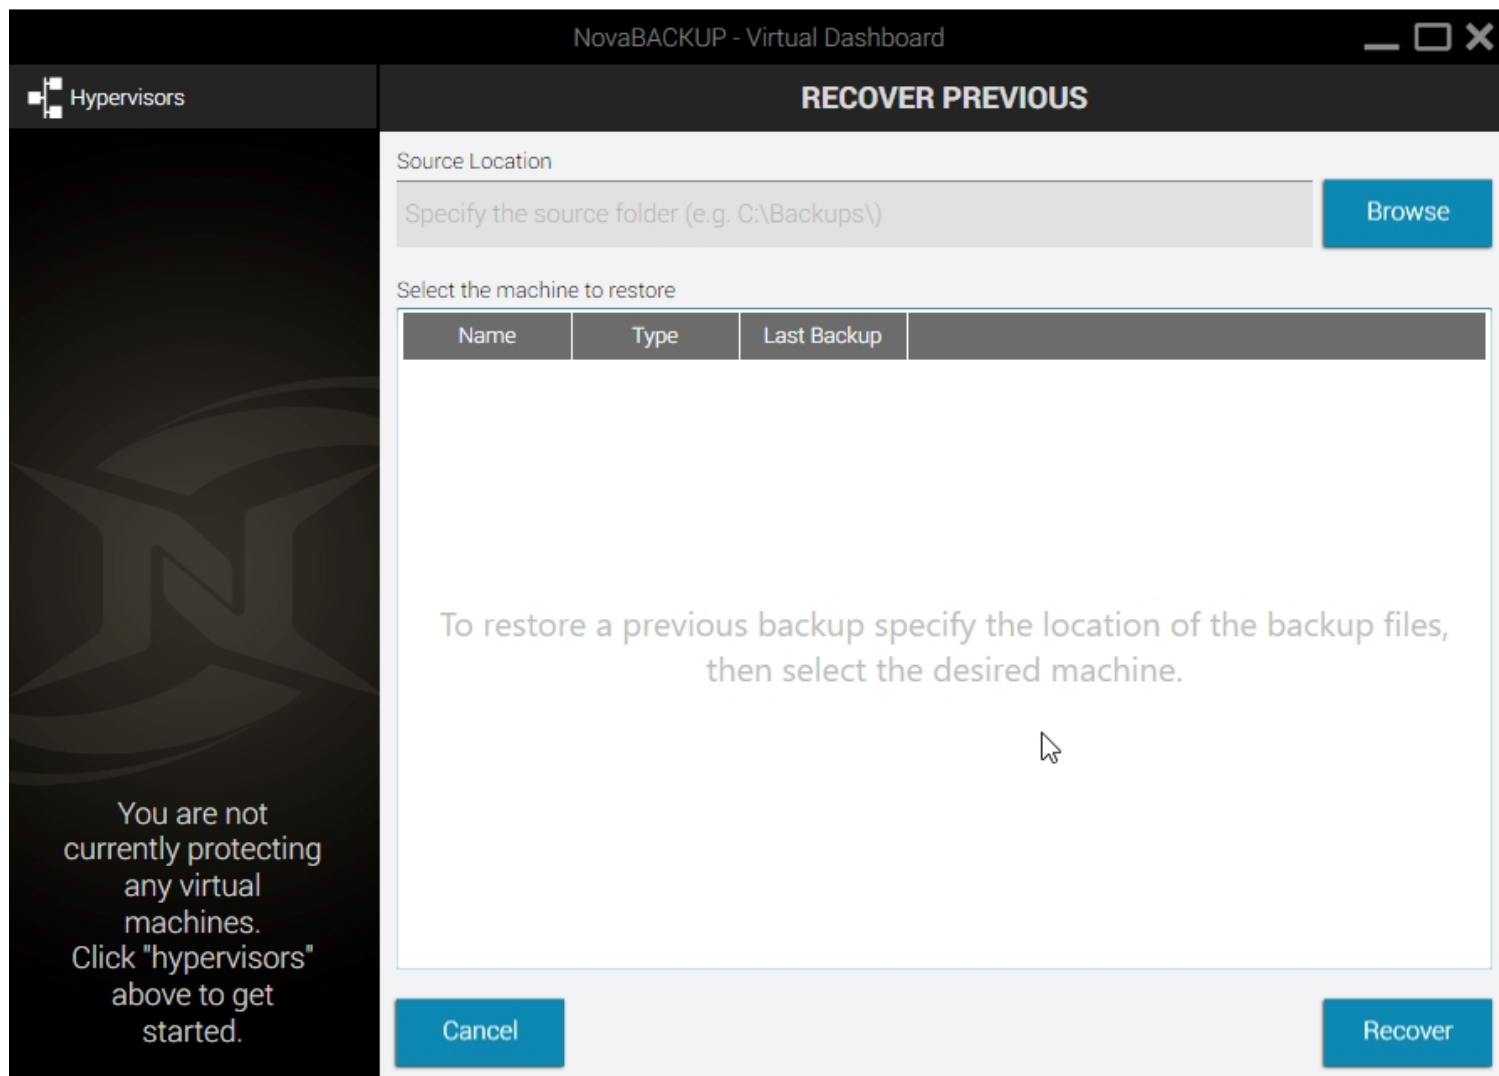 NovaBACKUP - Virtual Dashboard
Hypervisors
RECOVER PREVIOUS
Source Location
Specify the source folder (e.g. C:\Backups\)
Browse
Select the machine to restore
Name Type Last Backup
To restore a previous backup specify the location of the backup files,
then select the desired machine.
You are not
currently protecting
any virtual
machines.
Click "hypervisors"
above to get
started.
Cancel
Recover